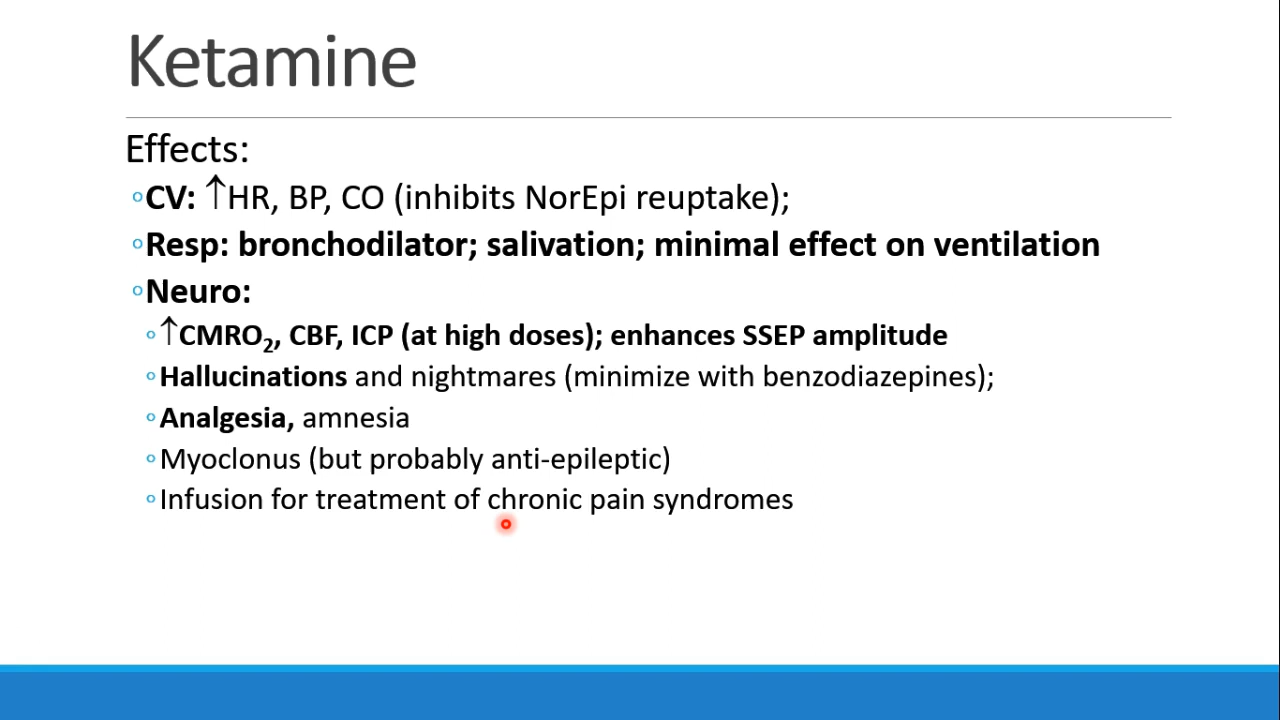 Ketamine
Effects:
◦CV: ↑HR, BP, CO (inhibits NorEpi reuptake);
◦Resp: bronchodilator; salivation; minimal effect on ventilation
◦Neuro:
◦↑CMRO₂, CBF, ICP (at high doses); enhances SSEP amplitude
◦Hallucinations and nightmares (minimize with benzodiazepines);
◦Analgesia, amnesia
◦Myoclonus (but probably anti-epileptic)
◦Infusion for treatment of chronic pain syndromes